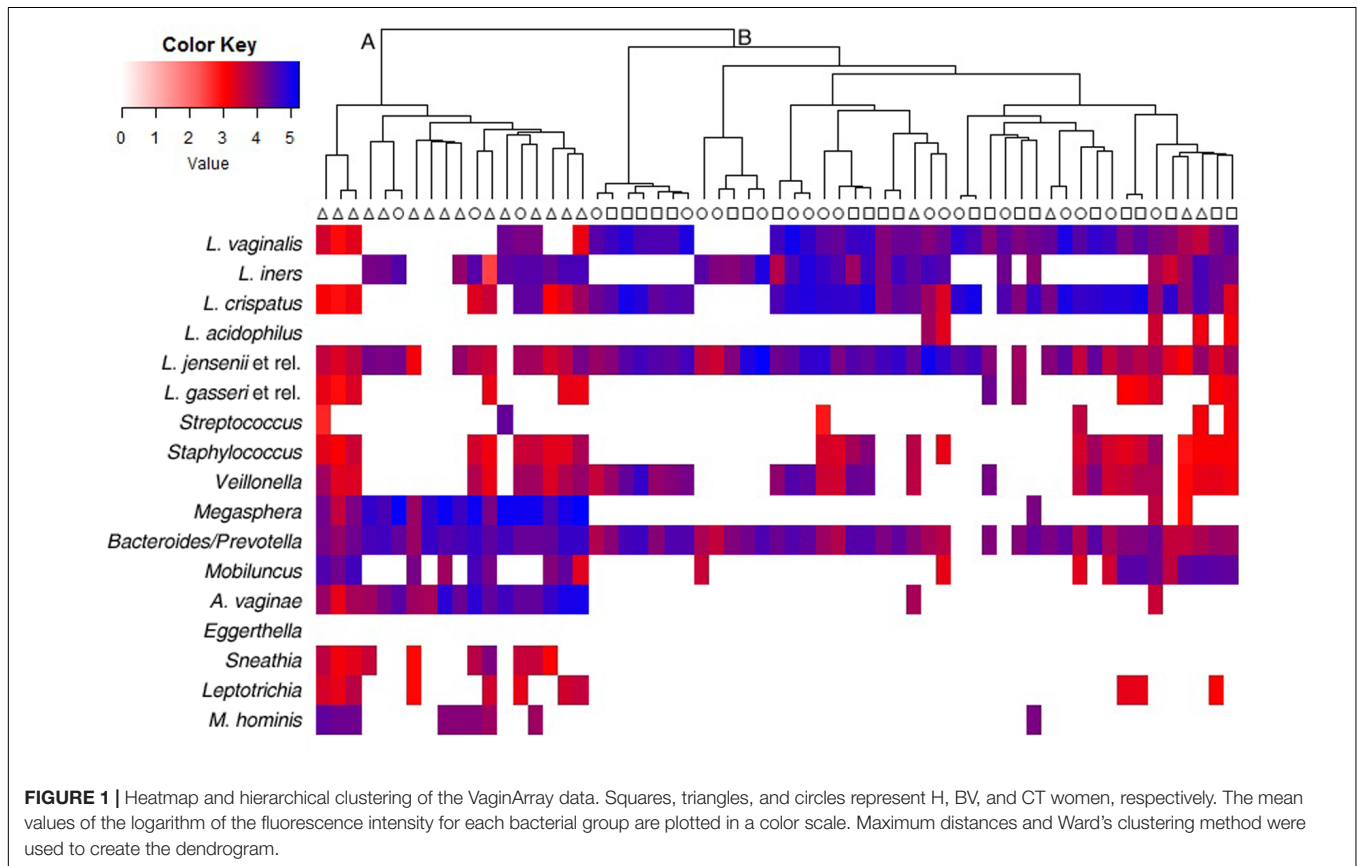 A
B
Color Key
0 1 2 3 4 5
Value
L. vaginalis
L. iners
L. crispatus
L. acidophilus
L. jensenii et rel.
L. gasseri et rel.
Streptococcus
Staphylococcus
Veillonella
Megasphera
Bacteroides/Prevotella
Mobiluncus
A. vaginae
Eggerthella
Sneathia
Leptotrichia
M. hominis
FIGURE 1 | Heatmap and hierarchical clustering of the VaginArray data. Squares, triangles, and circles represent H, BV, and CT women, respectively. The mean
values of the logarithm of the fluorescence intensity for each bacterial group are plotted in a color scale. Maximum distances and Ward's clustering method were
used to create the dendrogram.